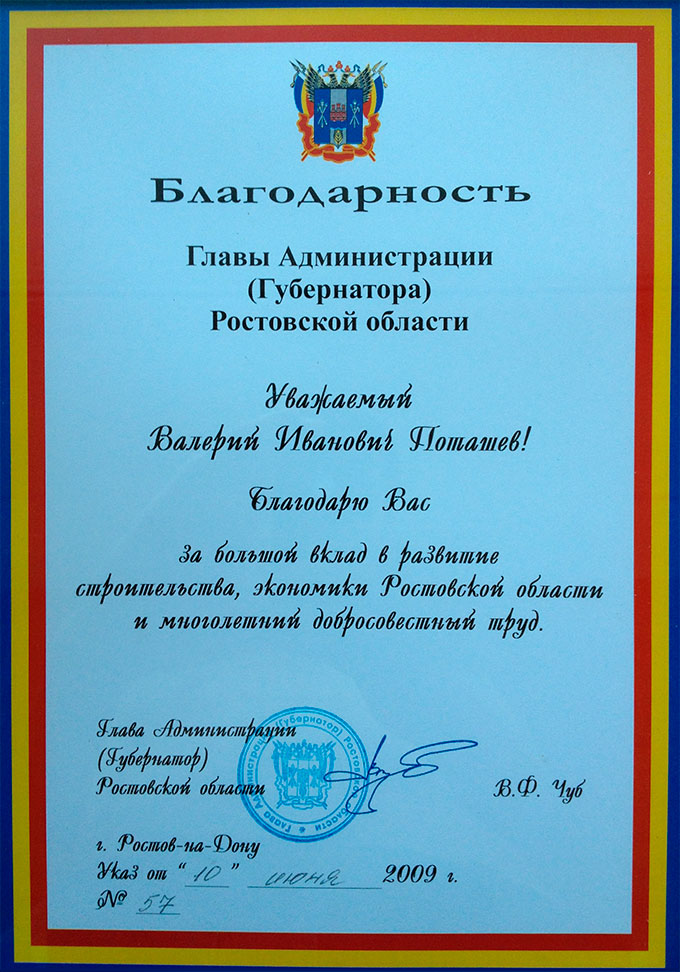 Благодарность
Главы Администрации
(Губернатора)
Ростовской области
Уважаемый
Валерий Иванович Поташев!
Благодарю Вас
за большой вклад в развитие
строительства, экономики Ростовской области
и многолетний добросовестный труд.
Глава Администрации
(Губернатор)
Ростовской области
В.Ф. Чуб
Глава Администрации (Губернатор) Ростовской области
г. Ростов-на-Дону
Указ от “ 10 ” июня 2009 г.
№ 57